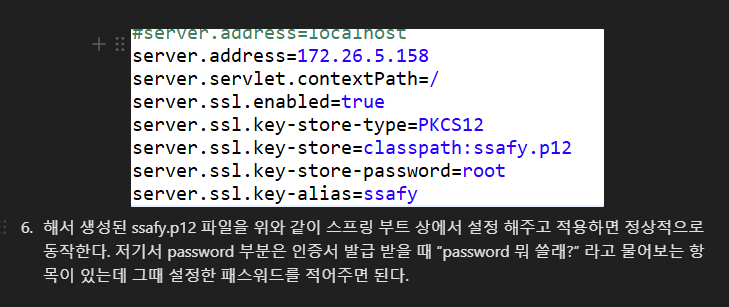 #server.address=localhost
server.address=172.26.5.158
server.servlet.contextPath=/
server.ssl.enabled=true
server.ssl.key-store-type=PKCS12
server.ssl.key-store=classpath:ssafy.p12
server.ssl.key-store-password=root
server.ssl.key-alias=ssafy
6. 해서 생성된 ssafy.p12 파일을 위와 같이 스프링 부트 상에서 설정 해주고 적용하면 정상적으로
동작한다. 저기서 password 부분은 인증서 발급 받을 때 “password 뭐 쓸래?” 라고 물어보는 항
목이 있는데 그때 설정한 패스워드를 적어주면 된다.